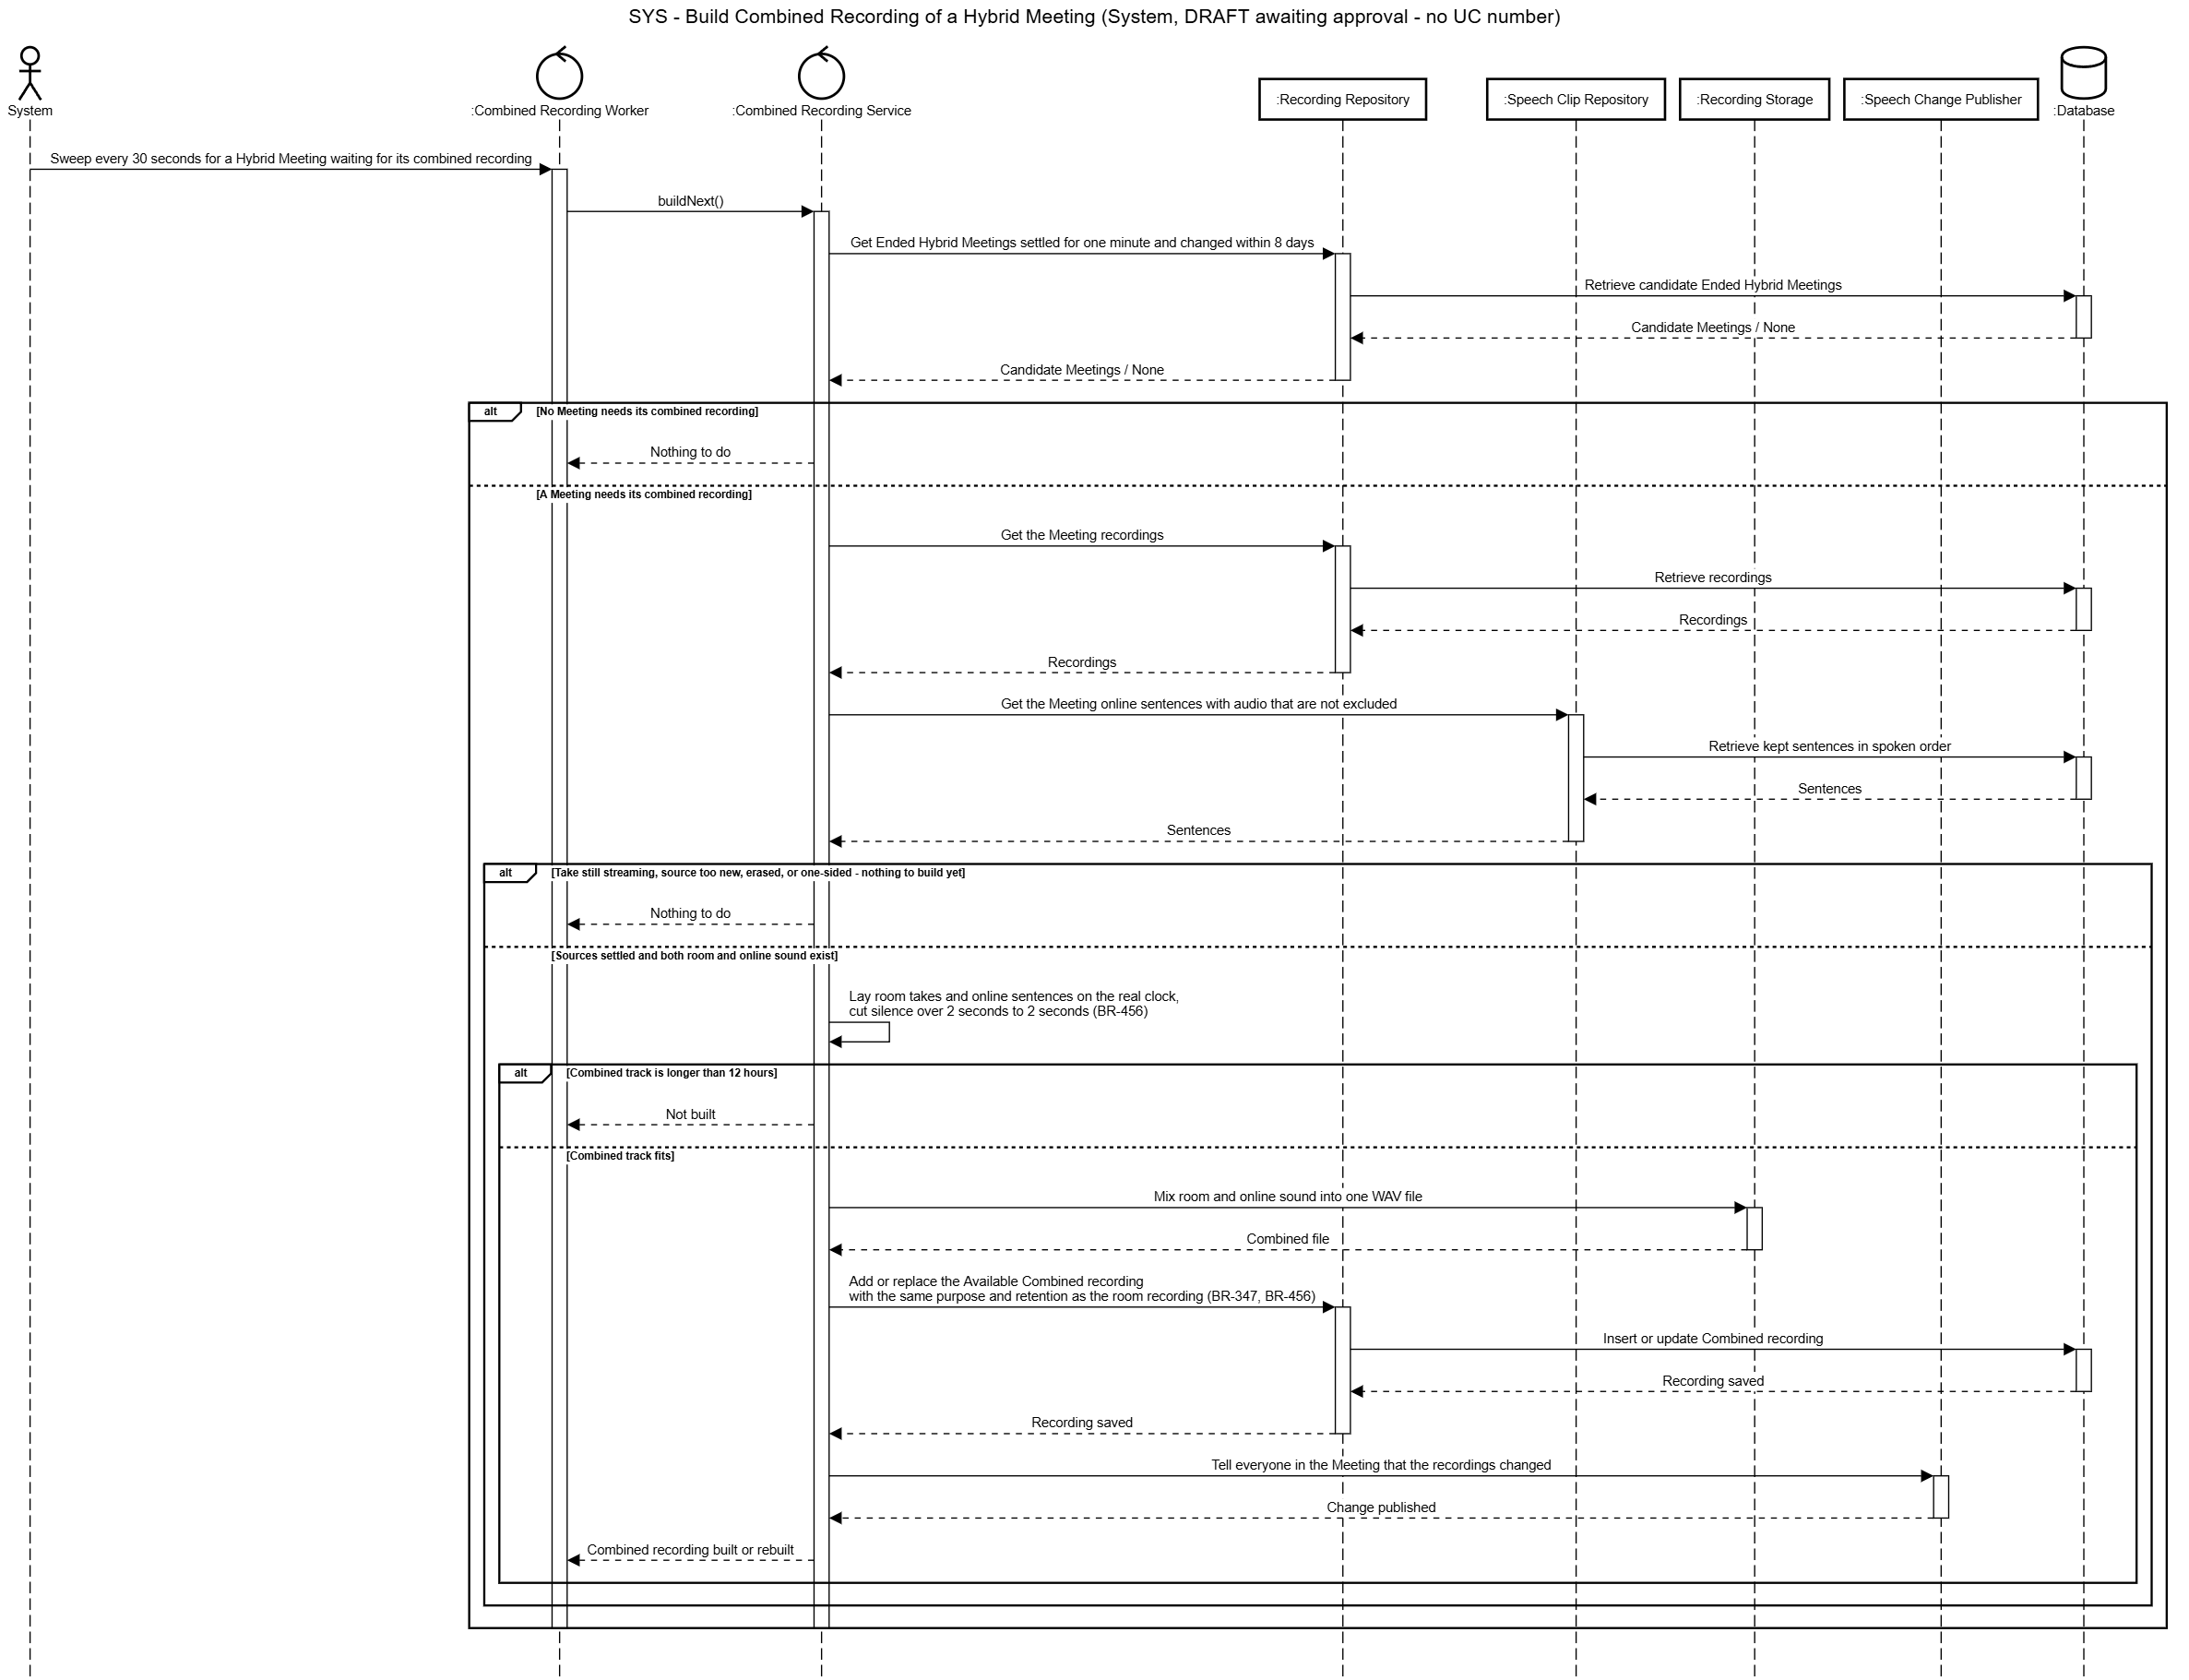 SYS - Build Combined Recording of a Hybrid Meeting (System, DRAFT awaiting approval - no UC number)
System
:Combined Recording Worker
:Combined Recording Service
:Recording Repository
:Speech Clip Repository
:Recording Storage
:Speech Change Publisher
:Database
Sweep every 30 seconds for a Hybrid Meeting waiting for its combined recording
buildNext()
Get Ended Hybrid Meetings settled for one minute and changed within 8 days
Retrieve candidate Ended Hybrid Meetings
Candidate Meetings / None
Candidate Meetings / None
alt
[No Meeting needs its combined recording]
Nothing to do
[A Meeting needs its combined recording]
Get the Meeting recordings
Retrieve recordings
Recordings
Recordings
Get the Meeting online sentences with audio that are not excluded
Retrieve kept sentences in spoken order
Sentences
Sentences
alt
[Take still streaming, source too new, erased, or one-sided - nothing to build yet]
Nothing to do
[Sources settled and both room and online sound exist]
Lay room takes and online sentences on the real clock,
cut silence over 2 seconds to 2 seconds (BR-456)
alt
[Combined track is longer than 12 hours]
Not built
[Combined track fits]
Mix room and online sound into one WAV file
Combined file
Add or replace the Available Combined recording
with the same purpose and retention as the room recording (BR-347, BR-456)
Insert or update Combined recording
Recording saved
Recording saved
Tell everyone in the Meeting that the recordings changed
Change published
Combined recording built or rebuilt